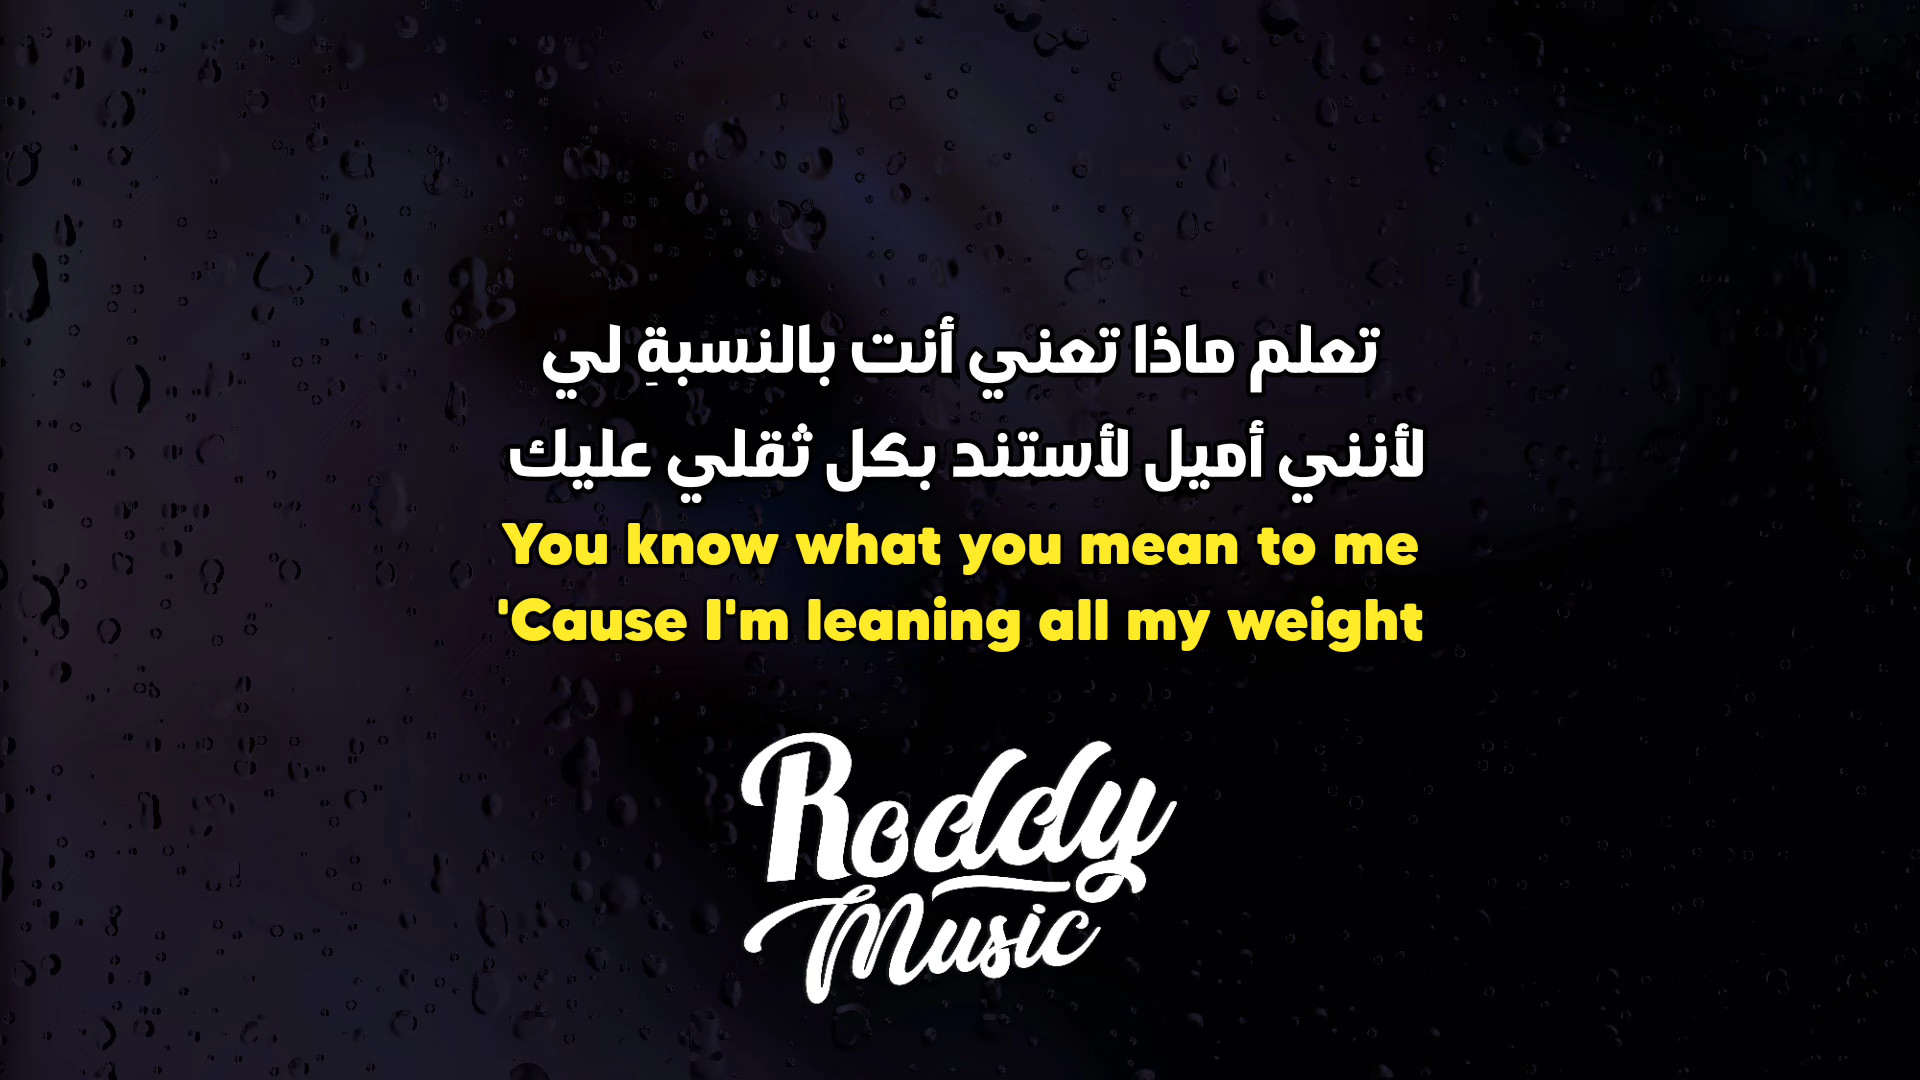 تعلم ماذا تعني أنت بالنسبةِ لي
لأنني أميل لأستند بكل ثقلي عليك
You know what you mean to me
'Cause I'm leaning all my weight
Roddy
Music